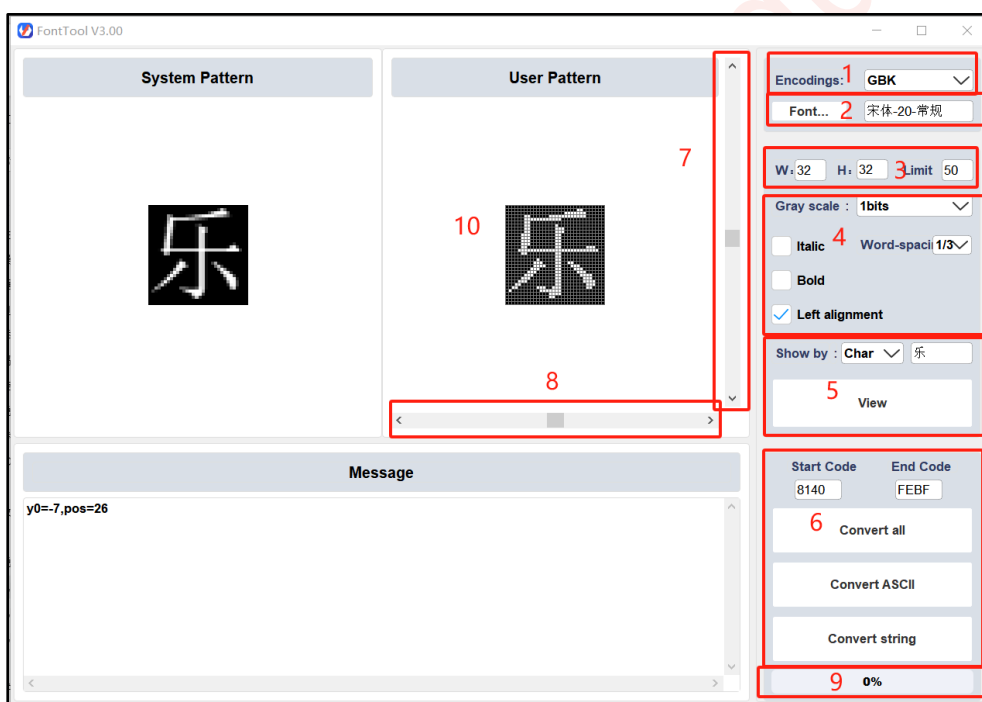 FontTool V3.00
System Pattern
User Pattern
乐
乐
7
10
8
Encodings: 1 GBK
Font... 2 宋体-20-常规
W: 32 H: 32 3 Limit 50
Gray scale : 1bits
Italic 4 Word-spaci 1/3
Bold
Left alignment
Show by : Char 乐
5
View
Message
y0=-7,pos=26
Start Code End Code
8140 FEBF
6
Convert all
Convert ASCII
Convert string
9 0%